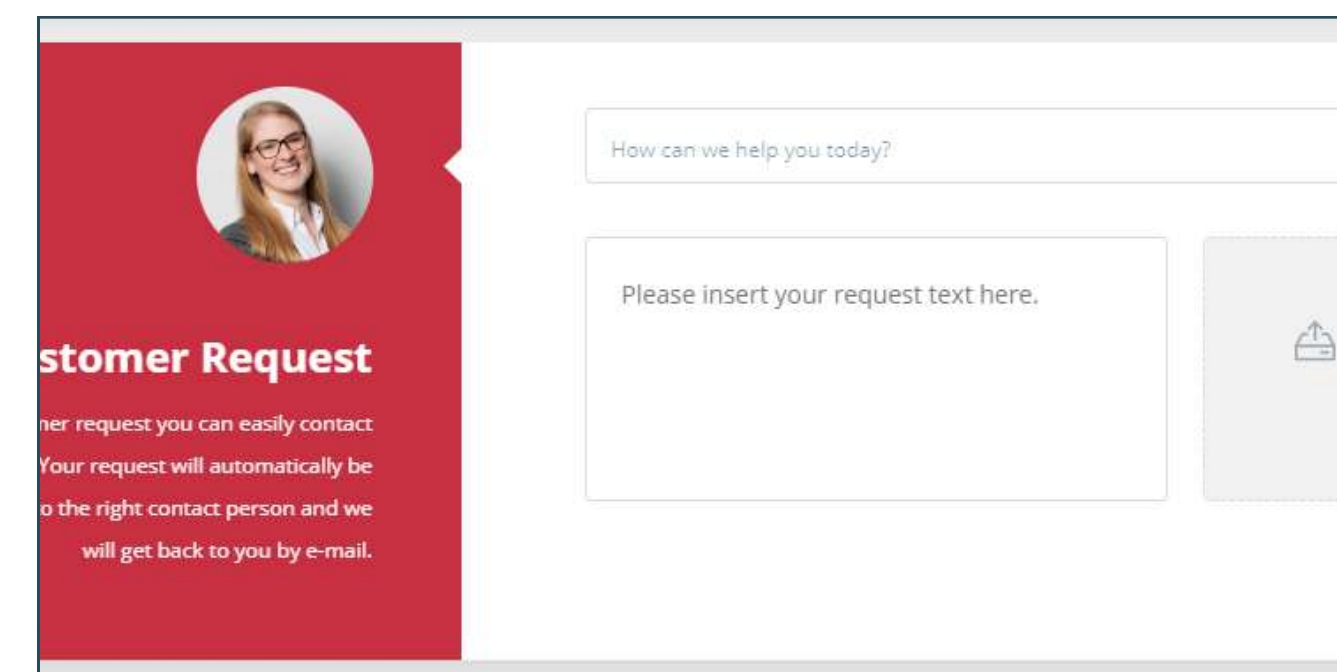 stomer Request
ner request you can easily contact
Your request will automatically be
o the right contact person and we
will get back to you by e-mail.
How can we help you today?
Please insert your request text here.